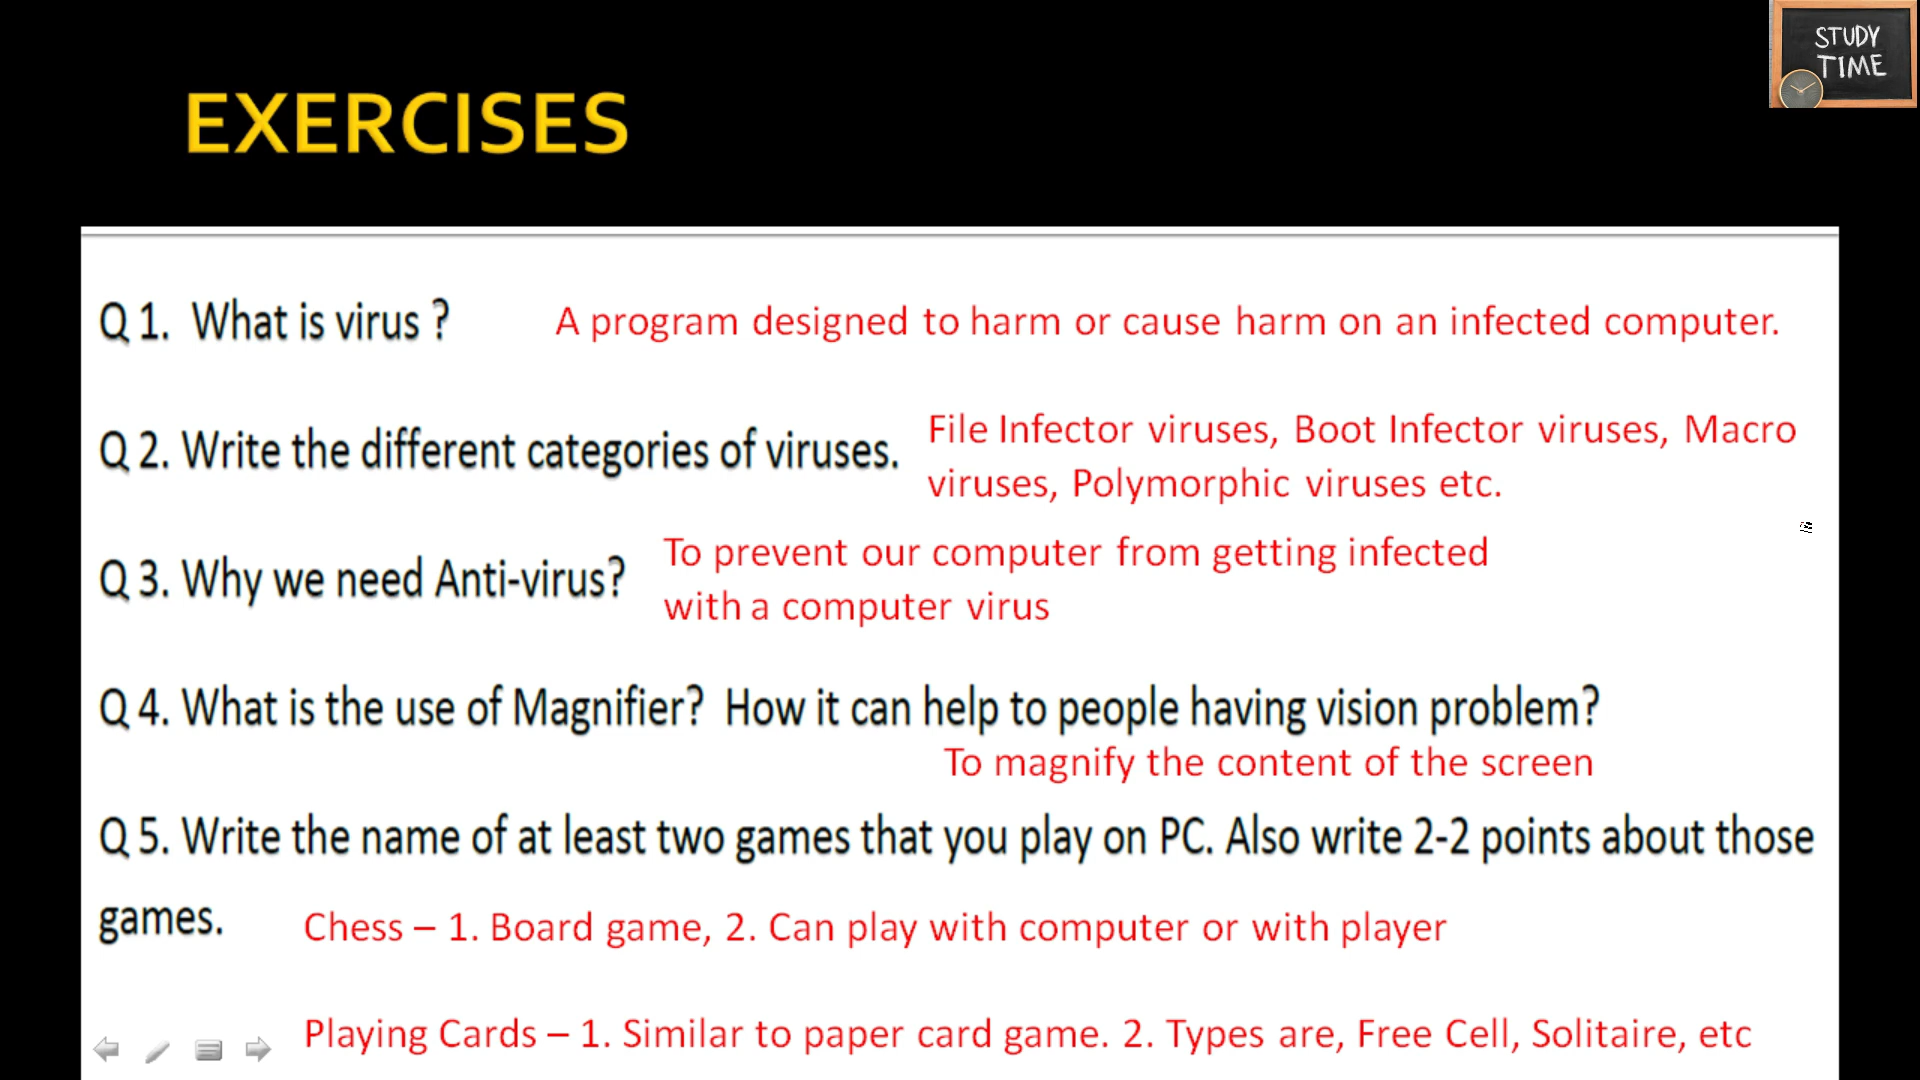 STUDY
TIME
EXERCISES
Q 1. What is virus ? A program designed to harm or cause harm on an infected computer.
Q 2. Write the different categories of viruses. File Infector viruses, Boot Infector viruses, Macro
viruses, Polymorphic viruses etc.
Q 3. Why we need Anti-virus? To prevent our computer from getting infected
with a computer virus
Q 4. What is the use of Magnifier? How it can help to people having vision problem?
To magnify the content of the screen
Q 5. Write the name of at least two games that you play on PC. Also write 2-2 points about those
games. Chess – 1. Board game, 2. Can play with computer or with player
Playing Cards – 1. Similar to paper card game. 2. Types are, Free Cell, Solitaire, etc